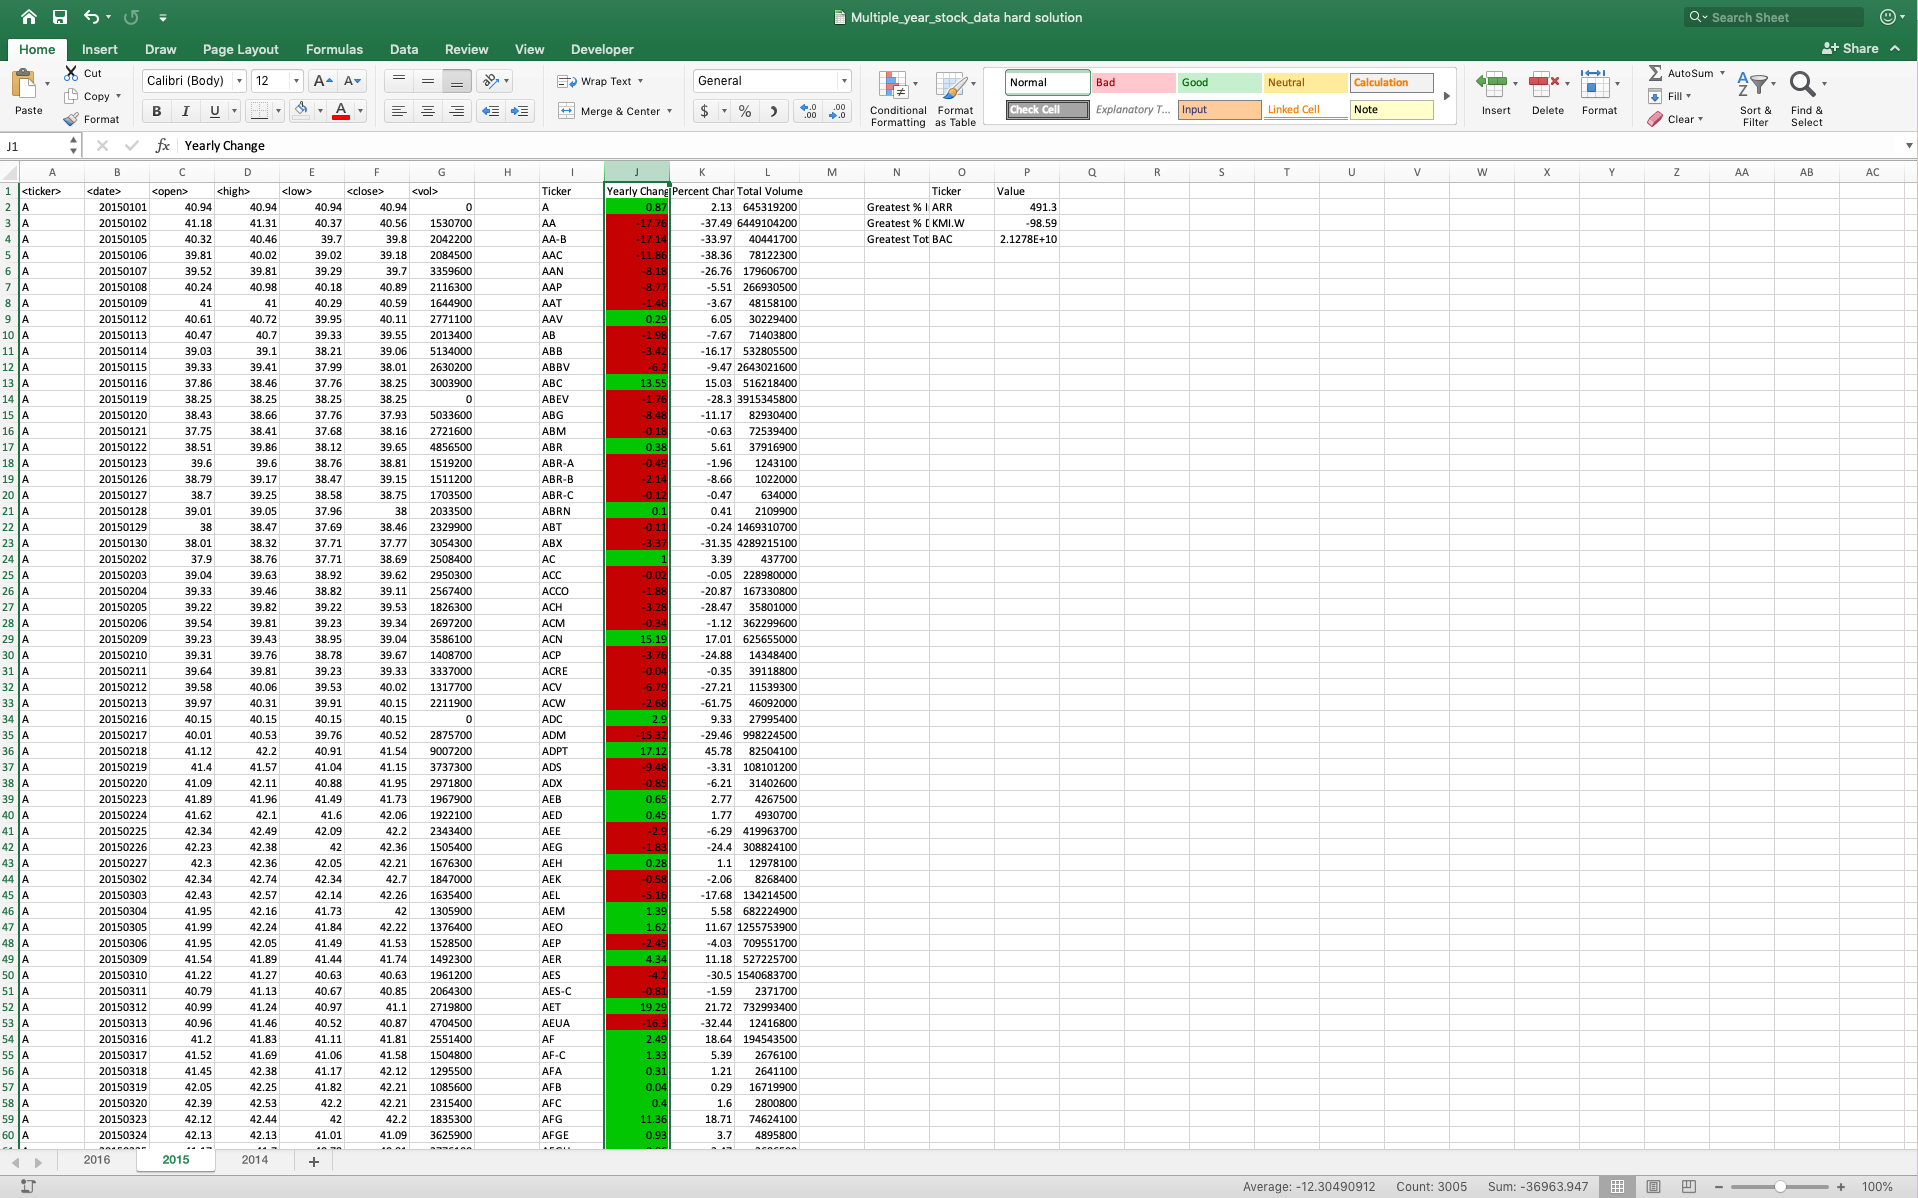 Multiple_year_stock_data hard solution
Search Sheet
Home Insert Draw Page Layout Formulas Data Review View Developer
Share
Paste Cut Copy Format
Calibri (Body) 12
B I U
Wrap Text
Merge & Center
General
$ % )
Conditional Formatting
Format as Table
Normal Bad Good Neutral Calculation
Check Cell Explanatory T... Input Linked Cell Note
Insert Delete Format
AutoSum
Fill
Clear
Sort & Filter
Find & Select
J1 fx Yearly Change
A B C D E F G H I J K L M N O P Q R S T U V W X Y Z AA AB AC
1 <ticker> <date> <open> <high> <low> <close> <vol> Ticker Yearly Chang Percent Char Total Volume Ticker Value
2 A 20150101 40.94 40.94 40.94 40.94 0 A 0.87 2.13 645319200 Greatest % I ARR 491.3
3 A 20150102 41.18 41.31 40.37 40.56 1530700 AA -17.76 -37.49 6449104200 Greatest % D KMI.W -98.59
4 A 20150105 40.32 40.46 39.7 39.8 2042200 AA-B -17.14 -33.97 40441700 Greatest Tot BAC 2.1278E+10
5 A 20150106 39.81 40.02 39.02 39.18 2084500 AAC -11.86 -38.36 78122300
6 A 20150107 39.52 39.81 39.29 39.7 3359600 AAN -8.18 -26.76 179606700
7 A 20150108 40.24 40.98 40.18 40.89 2116300 AAP -8.77 -5.51 266930500
8 A 20150109 41 41 40.29 40.59 1644900 AAT -1.46 -3.67 48158100
9 A 20150112 40.61 40.72 39.95 40.11 2771100 AAV 0.29 6.05 30229400
10 A 20150113 40.47 40.7 39.33 39.55 2013400 AB -1.98 -7.67 71403800
11 A 20150114 39.03 39.1 38.21 39.06 5134000 ABB -3.42 -16.17 532805500
12 A 20150115 39.33 39.41 37.99 38.01 2630200 ABBV -6.2 -9.47 2643021600
13 A 20150116 37.86 38.46 37.76 38.25 3003900 ABC 13.55 15.03 516218400
14 A 20150119 38.25 38.25 38.25 38.25 0 ABEV -1.76 -28.3 3915345800
15 A 20150120 38.43 38.66 37.76 37.93 5033600 ABG -8.48 -11.17 82930400
16 A 20150121 37.75 38.41 37.68 38.16 2721600 ABM -0.18 -0.63 72539400
17 A 20150122 38.51 39.86 38.12 39.65 4856500 ABR 0.38 5.61 37916900
18 A 20150123 39.6 39.6 38.76 38.81 1519200 ABR-A -0.49 -1.96 1243100
19 A 20150126 38.79 39.17 38.47 39.15 1511200 ABR-B -2.14 -8.66 1022000
20 A 20150127 38.7 39.25 38.58 38.75 1703500 ABR-C -0.12 -0.47 634000
21 A 20150128 39.01 39.05 37.96 38 2033500 ABRN 0.1 0.41 2109900
22 A 20150129 38 38.47 37.69 38.46 2329900 ABT -0.11 -0.24 1469310700
23 A 20150130 38.01 38.32 37.71 37.77 3054300 ABX -3.37 -31.35 4289215100
24 A 20150202 37.9 38.76 37.71 38.69 2508400 AC 1 3.39 437700
25 A 20150203 39.04 39.63 38.92 39.62 2950300 ACC -0.02 -0.05 228980000
26 A 20150204 39.33 39.46 38.82 39.11 2567400 ACCO -1.88 -20.87 167330800
27 A 20150205 39.22 39.82 39.22 39.53 1826300 ACH -3.28 -28.47 35801000
28 A 20150206 39.54 39.81 39.23 39.34 2697200 ACM -0.34 -1.12 362299600
29 A 20150209 39.23 39.43 38.95 39.04 3586100 ACN 15.19 17.01 625655000
30 A 20150210 39.31 39.76 38.78 39.67 1408700 ACP -3.76 -24.88 14348400
31 A 20150211 39.64 39.81 39.23 39.33 3337000 ACRE -0.04 -0.35 39118800
32 A 20150212 39.58 40.06 39.53 40.02 1317700 ACV -6.79 -27.21 11539300
33 A 20150213 39.97 40.31 39.91 40.15 2211900 ACW -2.68 -61.75 46092000
34 A 20150216 40.15 40.15 40.15 40.15 0 ADC 2.9 9.33 27995400
35 A 20150217 40.01 40.53 39.76 40.52 2875700 ADM -15.32 -29.46 998224500
36 A 20150218 41.12 42.2 40.91 41.54 9007200 ADPT 17.12 45.78 82504100
37 A 20150219 41.4 41.57 41.04 41.15 3737300 ADS -9.48 -3.31 108101200
38 A 20150220 41.09 42.11 40.88 41.95 2971800 ADX -0.85 -6.21 31402600
39 A 20150223 41.89 41.96 41.49 41.73 1967900 AEB 0.65 2.77 4267500
40 A 20150224 41.62 42.1 41.6 42.06 1922100 AED 0.45 1.77 4930700
41 A 20150225 42.34 42.49 42.09 42.2 2343400 AEE -2.9 -6.29 419963700
42 A 20150226 42.23 42.38 42 42.36 1505400 AEG -1.83 -24.4 308824100
43 A 20150227 42.3 42.36 42.05 42.21 1676300 AEH 0.28 1.1 12978100
44 A 20150302 42.34 42.74 42.34 42.7 1847000 AEK -0.58 -2.06 8268400
45 A 20150303 42.43 42.57 42.14 42.26 1635400 AEL -5.16 -17.68 134214500
46 A 20150304 41.95 42.16 41.73 42 1305900 AEM 1.39 5.58 682224900
47 A 20150305 41.99 42.24 41.84 42.22 1376400 AEO 1.62 11.67 1255753900
48 A 20150306 41.95 42.05 41.49 41.53 1528500 AEP -2.45 -4.03 709551700
49 A 20150309 41.54 41.89 41.44 41.74 1492300 AER 4.34 11.18 527225700
50 A 20150310 41.22 41.27 40.63 40.63 1961200 AES -4.2 -30.5 1540683700
51 A 20150311 40.79 41.13 40.67 40.85 2064300 AES-C -0.81 -1.59 2371700
52 A 20150312 40.99 41.24 40.97 41.1 2719800 AET 19.29 21.72 732993400
53 A 20150313 40.96 41.46 40.52 40.87 4704500 AEUA -16.3 -32.44 12416800
54 A 20150316 41.2 41.83 41.11 41.81 2551400 AF 2.49 18.64 194543500
55 A 20150317 41.52 41.69 41.06 41.58 1504800 AF-C 1.33 5.39 2676100
56 A 20150318 41.45 42.38 41.17 42.12 1295500 AFA 0.31 1.21 2641100
57 A 20150319 42.05 42.25 41.82 42.21 1085600 AFB 0.04 0.29 16719900
58 A 20150320 42.39 42.53 42.2 42.21 2315400 AFC 0.4 1.6 2800800
59 A 20150323 42.12 42.44 42 42.2 1835300 AFG 11.36 18.71 74624100
60 A 20150324 42.13 42.13 41.01 41.09 3625900 AFGE 0.93 3.7 4895800
2016 2015 2014 +
Average: -12.30490912 Count: 3005 Sum: -36963.947 100%